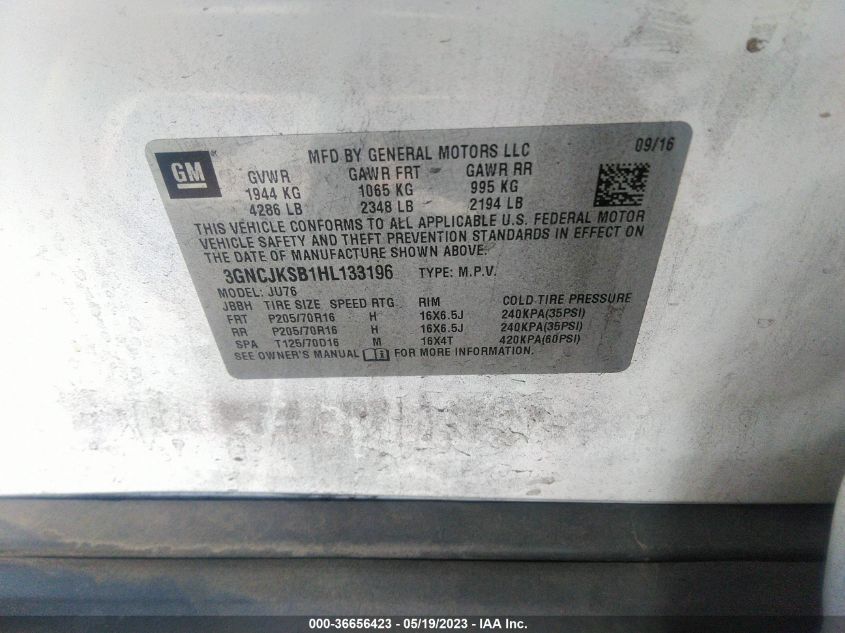 GM
MFD BY GENERAL MOTORS LLC 09/16
GVWR GAWR FRT GAWR RR
1944 KG 1065 KG 995 KG
4286 LB 2348 LB 2194 LB
THIS VEHICLE CONFORMS TO ALL APPLICABLE U.S. FEDERAL MOTOR
VEHICLE SAFETY AND THEFT PREVENTION STANDARDS IN EFFECT ON
THE DATE OF MANUFACTURE SHOWN ABOVE.
3GNCJKSB1HL133196 TYPE: M.P.V.
MODEL: JU76
JBBH TIRE SIZE SPEED RTG RIM COLD TIRE PRESSURE
FRT P205/70R16 H 16X6.5J 240KPA(35PSI)
RR P205/70R16 H 16X6.5J 240KPA(35PSI)
SPA T125/70D16 M 16X4T 420KPA(60PSI)
SEE OWNER'S MANUAL FOR MORE INFORMATION.
000-36656423 - 05/19/2023 - IAA Inc.